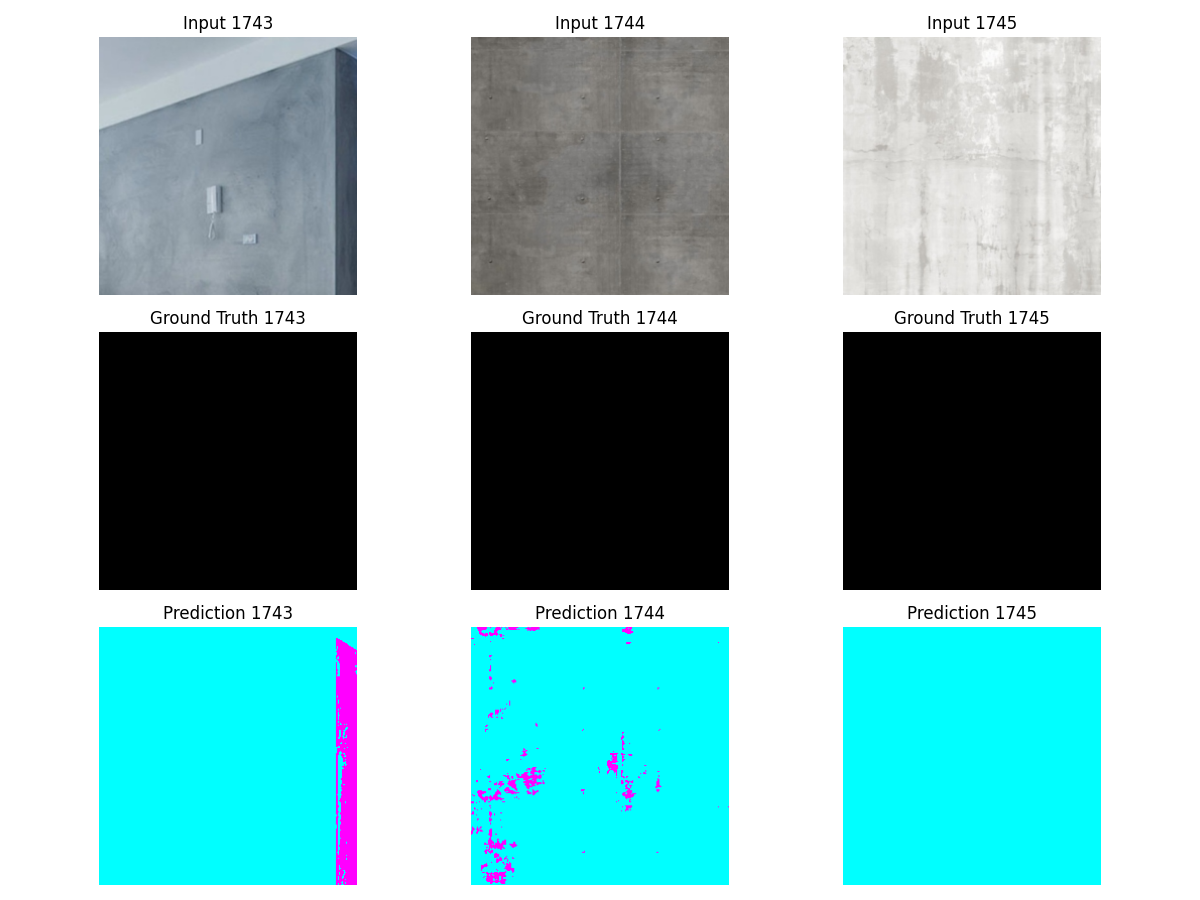 Input 1743
Input 1744
Input 1745
Ground Truth 1743
Ground Truth 1744
Ground Truth 1745
Prediction 1743
Prediction 1744
Prediction 1745